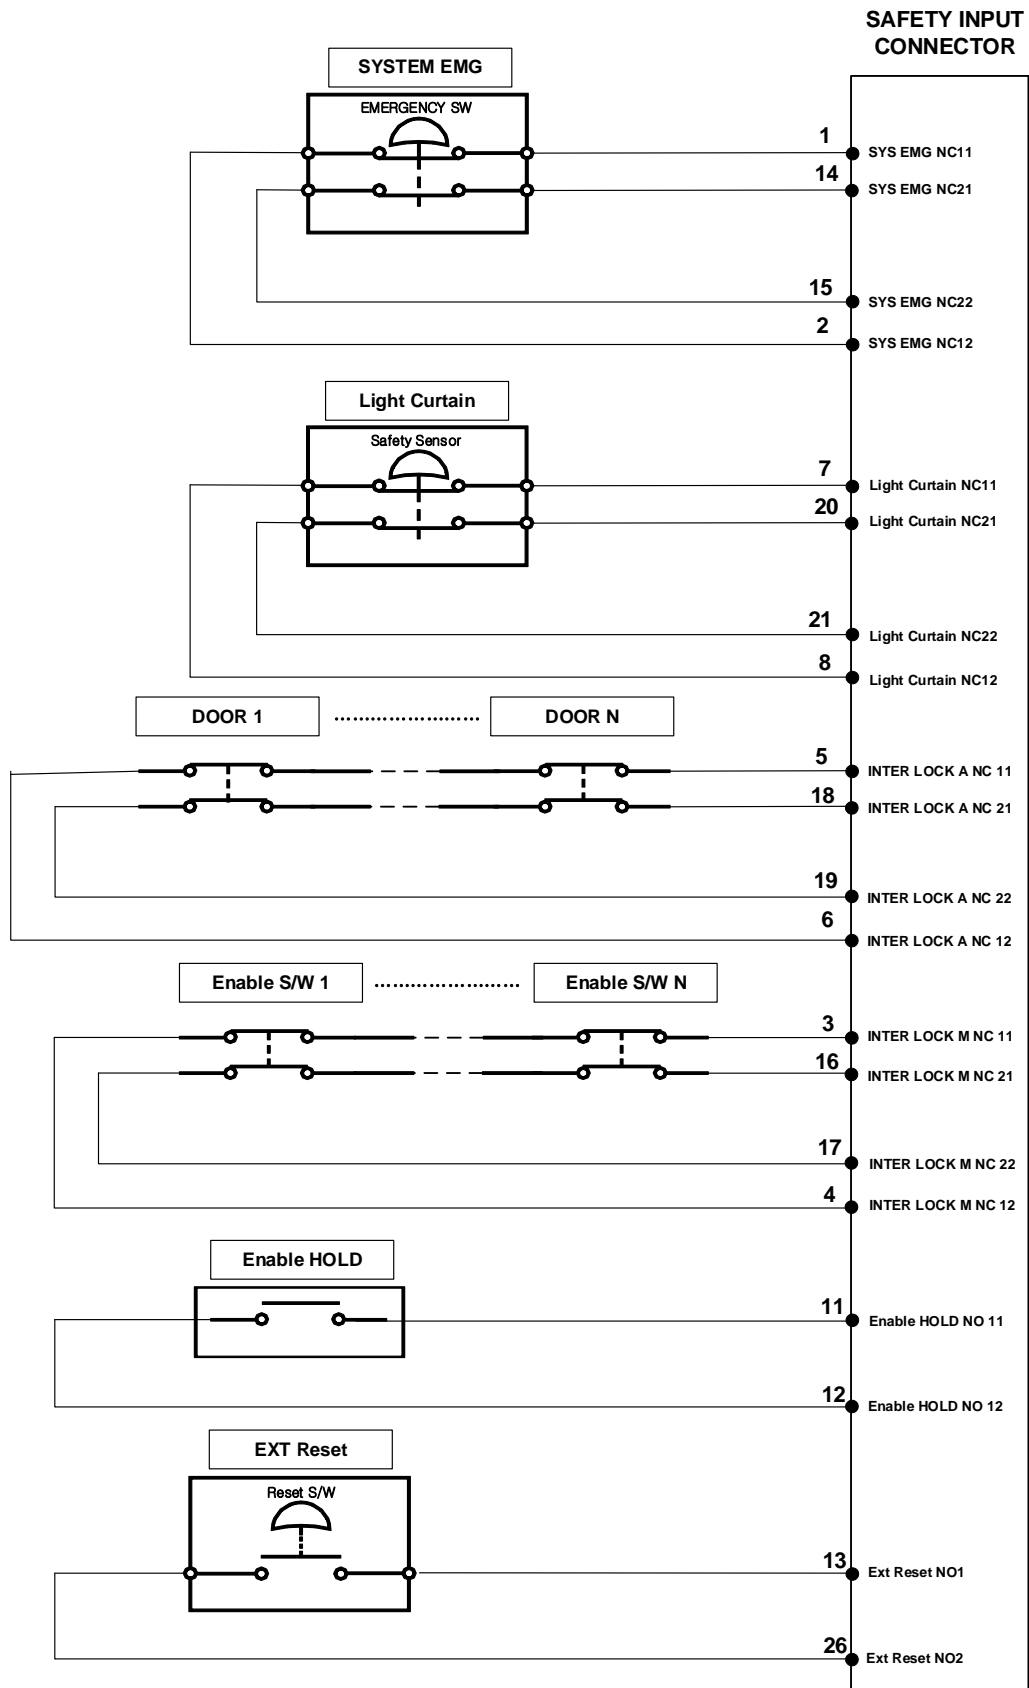 SAFETY INPUT
CONNECTOR
SYSTEM EMG
EMERGENCY SW
1
SYS EMG NC11
14
SYS EMG NC21
15
SYS EMG NC22
2
SYS EMG NC12
Light Curtain
Safety Sensor
7
Light Curtain NC11
20
Light Curtain NC21
21
Light Curtain NC22
8
Light Curtain NC12
DOOR 1 ........................ DOOR N
5
INTER LOCK A NC 11
18
INTER LOCK A NC 21
19
INTER LOCK A NC 22
6
INTER LOCK A NC 12
Enable S/W 1 ........................ Enable S/W N
3
INTER LOCK M NC 11
16
INTER LOCK M NC 21
17
INTER LOCK M NC 22
4
INTER LOCK M NC 12
Enable HOLD
11
Enable HOLD NO 11
12
Enable HOLD NO 12
EXT Reset
Reset S/W
13
Ext Reset NO1
26
Ext Reset NO2